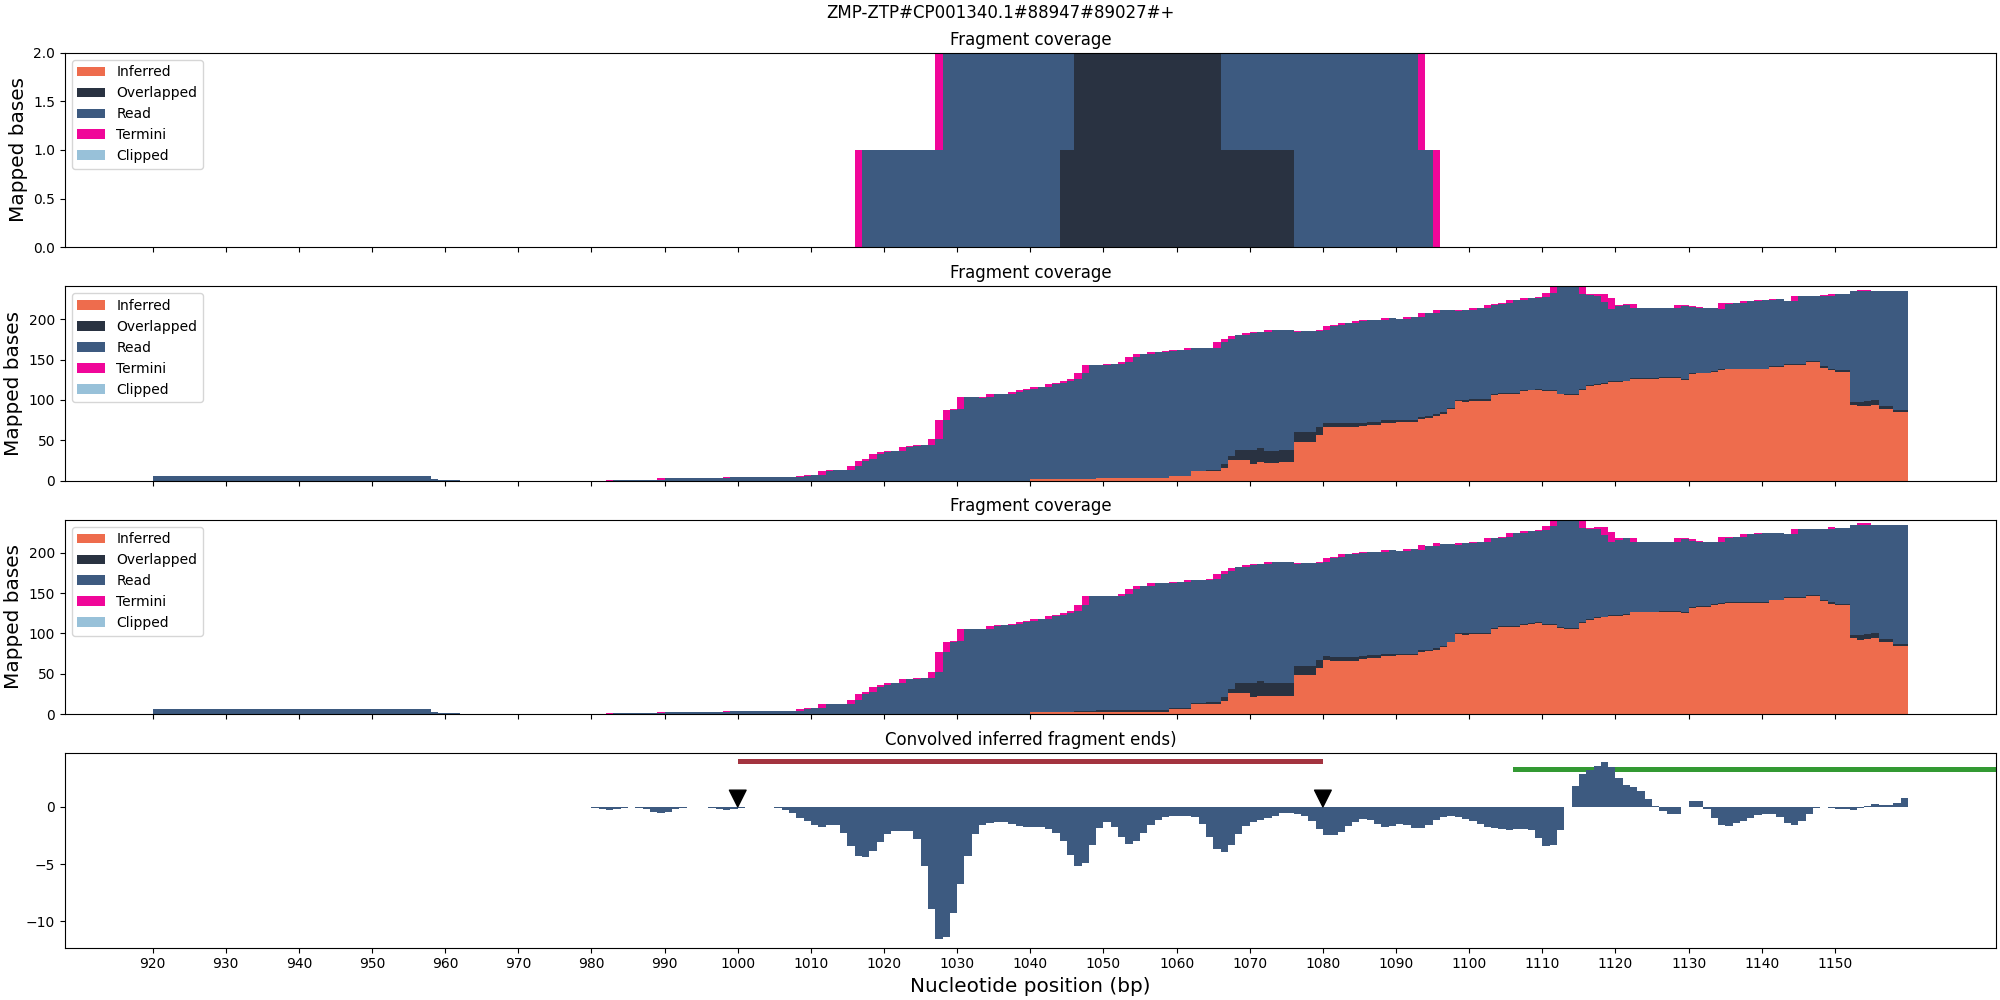 ZMP-ZTP#CP001340.1#88947#89027#+
Fragment coverage
Mapped bases
2.0
1.5
1.0
0.5
0.0
Inferred
Overlapped
Read
Termini
Clipped
Fragment coverage
Mapped bases
200
150
100
50
0
Inferred
Overlapped
Read
Termini
Clipped
Fragment coverage
Mapped bases
200
150
100
50
0
Inferred
Overlapped
Read
Termini
Clipped
Convolved inferred fragment ends)
0
−5
−10
920 930 940 950 960 970 980 990 1000 1010 1020 1030 1040 1050 1060 1070 1080 1090 1100 1110 1120 1130 1140 1150
Nucleotide position (bp)